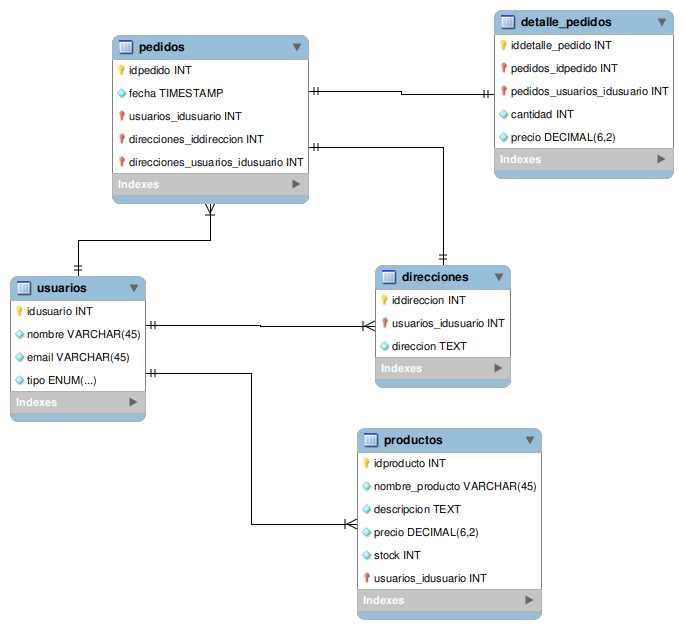 pedidos
idpedido INT
fecha TIMESTAMP
usuarios_idusuario INT
direcciones_iddireccion INT
direcciones_usuarios_idusuario INT
Indexes
detalle_pedidos
iddetalle_pedido INT
pedidos_idpedido INT
pedidos_usuarios_idusuario INT
cantidad INT
precio DECIMAL(6,2)
Indexes
usuarios
idusuario INT
nombre VARCHAR(45)
email VARCHAR(45)
tipo ENUM(...)
Indexes
direcciones
iddireccion INT
usuarios_idusuario INT
direccion TEXT
Indexes
productos
idproducto INT
nombre_producto VARCHAR(45)
descripcion TEXT
precio DECIMAL(6,2)
stock INT
usuarios_idusuario INT
Indexes